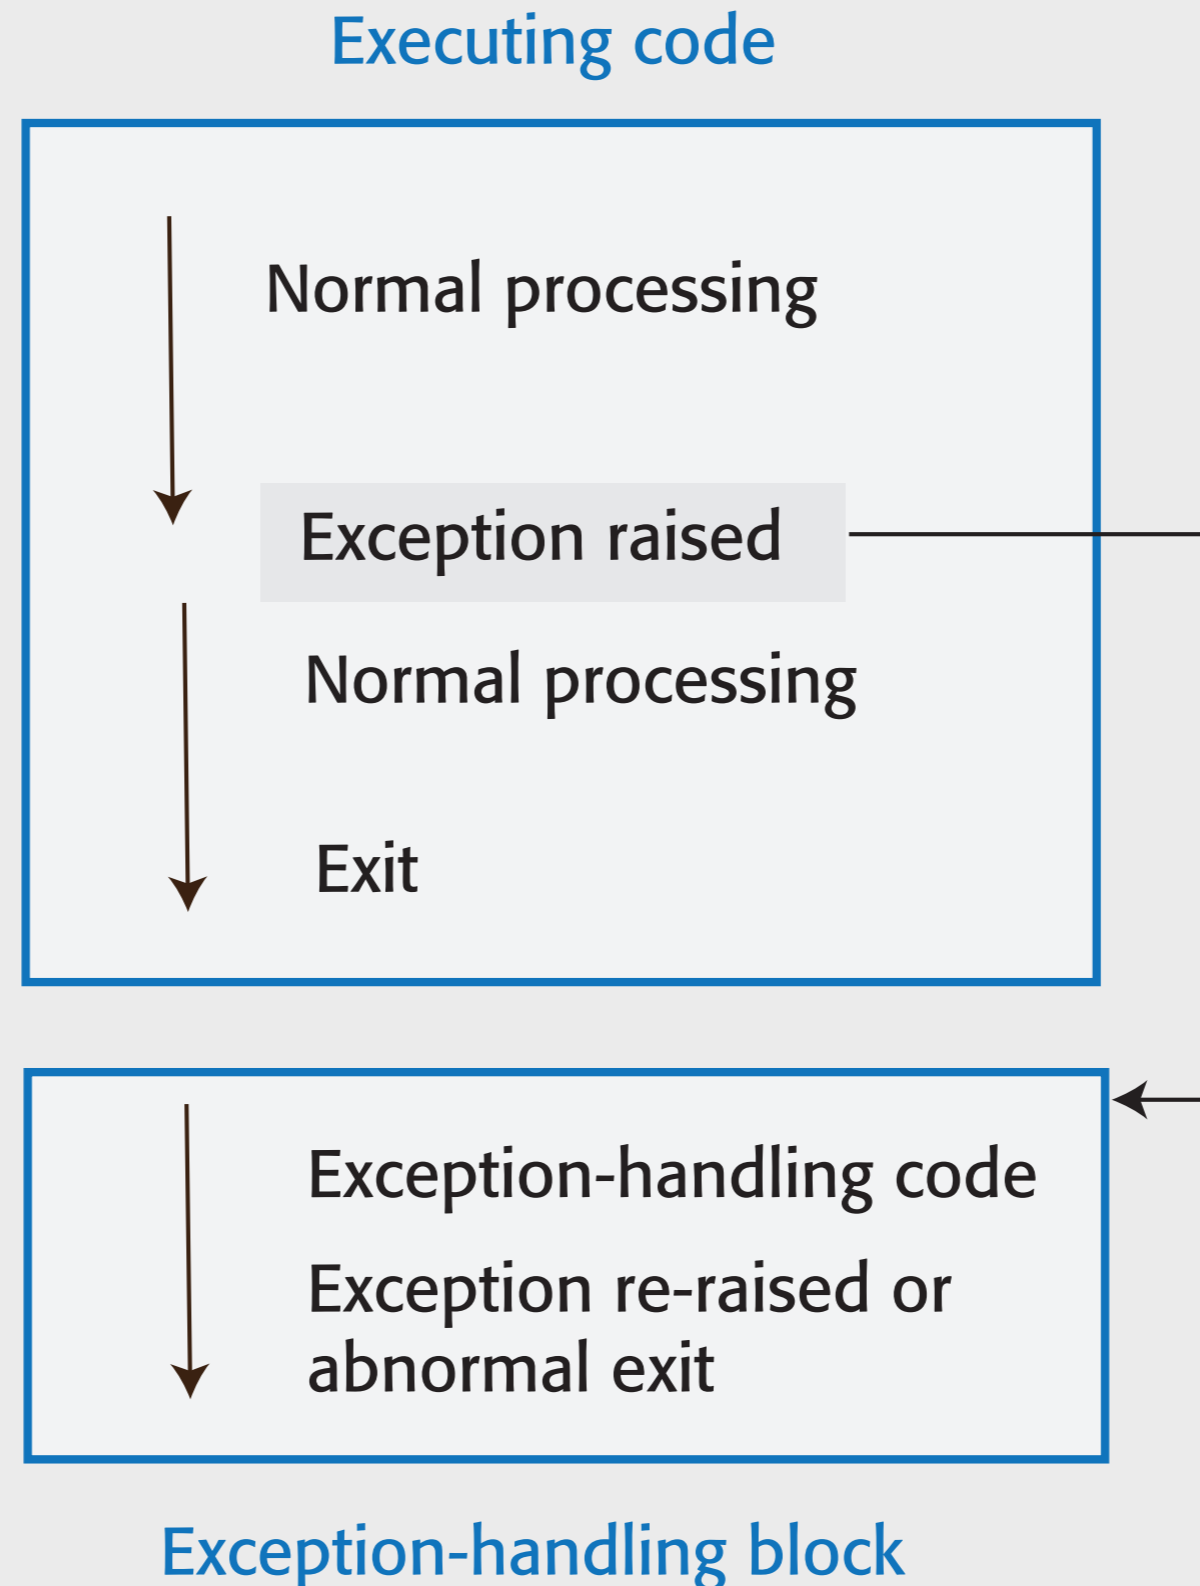 Executing code
Normal processing
Exception raised
Normal processing
Exit
Exception-handling code
Exception re-raised or
abnormal exit
Exception-handling block